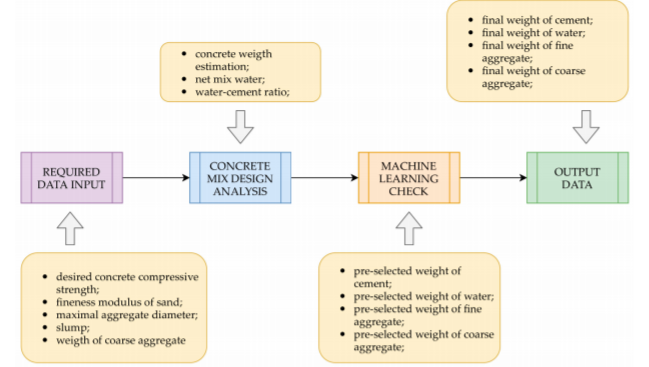 • final weight of cement;
• final weight of water;
• final weight of fine
aggregate;
• final weight of coarse
aggregate;
• concrete weigth
estimation;
• net mix water;
• water-cement ratio;
REQUIRED
DATA INPUT
CONCRETE
MIX DESIGN
ANALYSIS
MACHINE
LEARNING
CHECK
OUTPUT
DATA
• desired concrete compressive
strength;
• fineness modulus of sand;
• maximal aggregate diameter;
• slump;
• weigth of coarse aggregate
• pre-selected weight of
cement;
• pre-selected weight of water;
• pre-selected weight of fine
aggregate;
• pre-selected weight of coarse
aggregate;